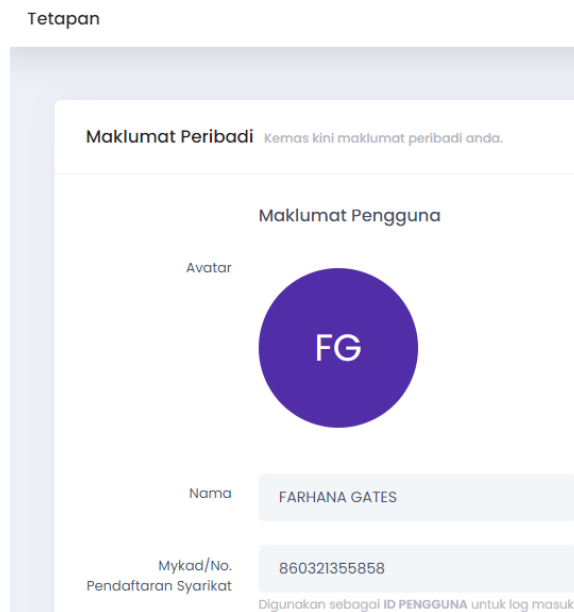 Tetapan
Maklumat Peribadi Kemas kini maklumat peribadi anda.
Maklumat Pengguna
Avatar
FG
Nama
FARHANA GATES
Mykad/No.
Pendaftaran Syarikat
860321355858
Digunakan sebagai ID PENGGUNA untuk log masuk